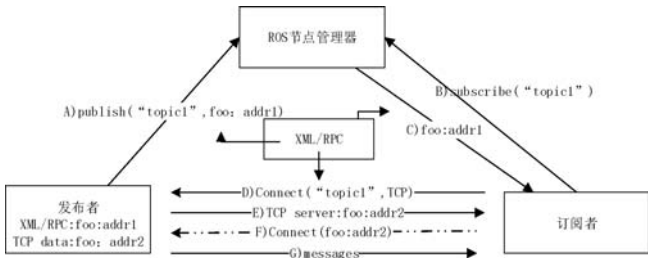 ROS节点管理器
A)publish(“topic1”,foo：addr1)
B)subscribe(“topic1”)
C)foo:addr1
XML/RPC
D)Connect(“topic1”,TCP)
E)TCP server:foo:addr2
F)Connect(foo:addr2)
G)messages
发布者
XML/RPC:foo:addr1
TCP data:foo：addr2
订阅者